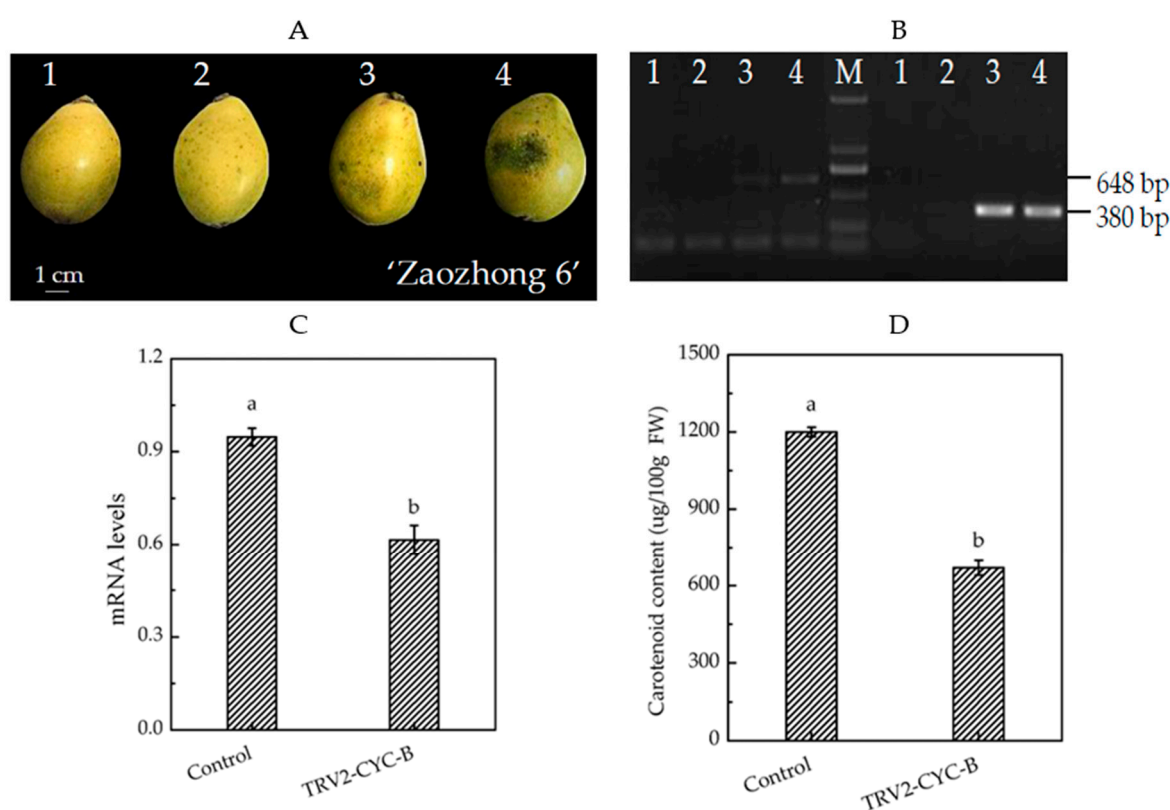 A
B
1 2 3 4
1 cm
'Zaozhong 6'
1 2 3 4 M 1 2 3 4
648 bp
380 bp
C
D
1.2
0.9
0.6
0.3
0.0
mRNA levels
a
b
Control
TRV2-CYC-B
1500
1200
900
600
300
0
Carotenoid content (ug/100g FW)
a
b
Control
TRV2-CYC-B